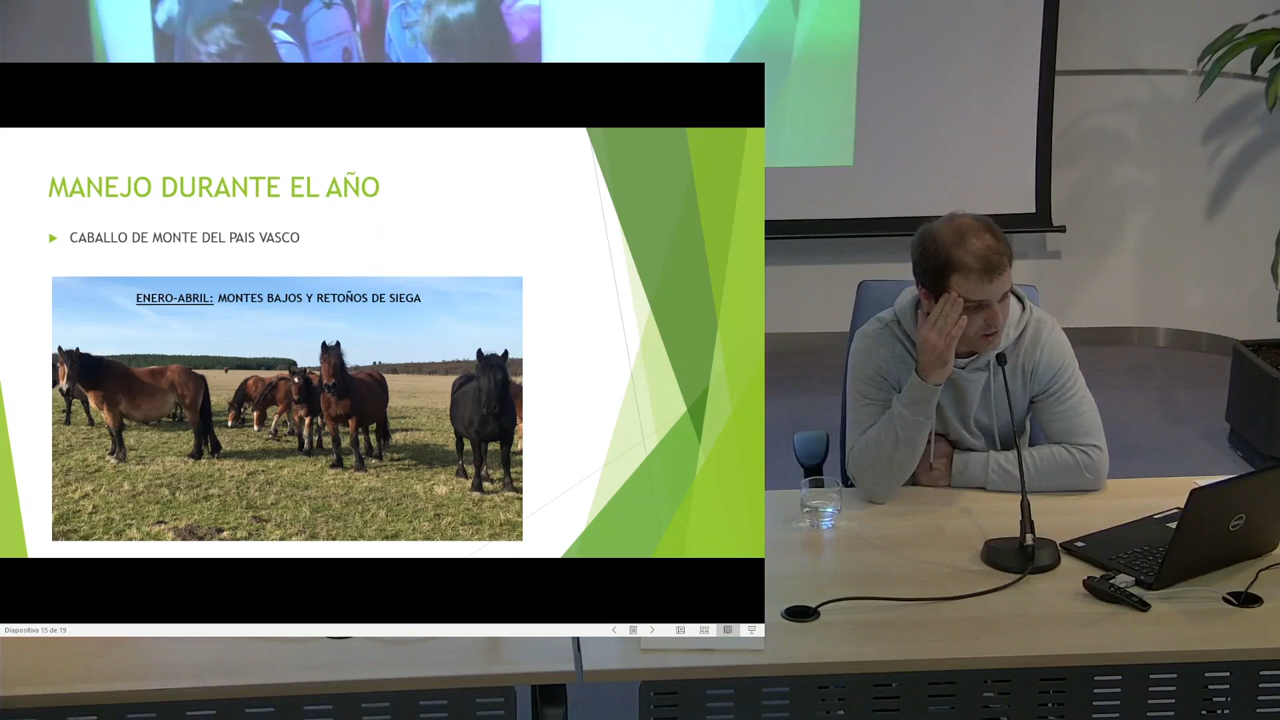 MANEJO DURANTE EL AÑO
CABALLO DE MONTE DEL PAIS VASCO
ENERO-ABRIL: MONTES BAJOS Y RETOÑOS DE SIEGA
Diapositiva 15 de 19
DELL